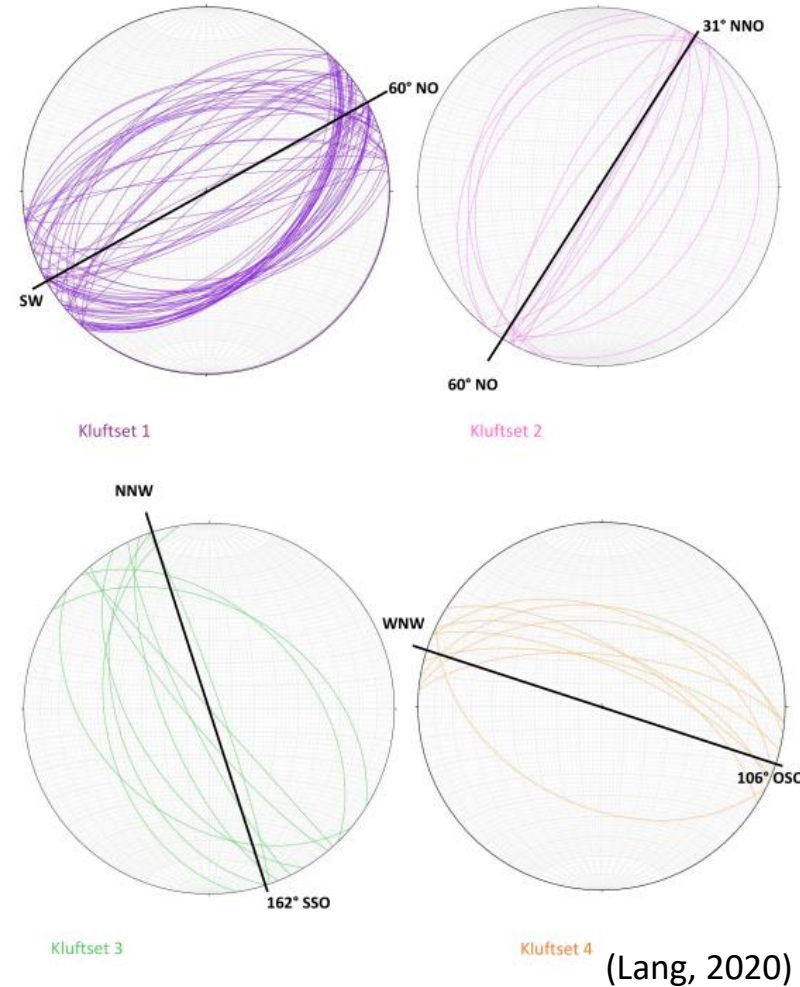 31° NNO
60° NO
SW
60° NO
Kluftset 1
Kluftset 2
NNW
WNW
106° OSO
162° SSO
Kluftset 3
Kluftset 4
(Lang, 2020)